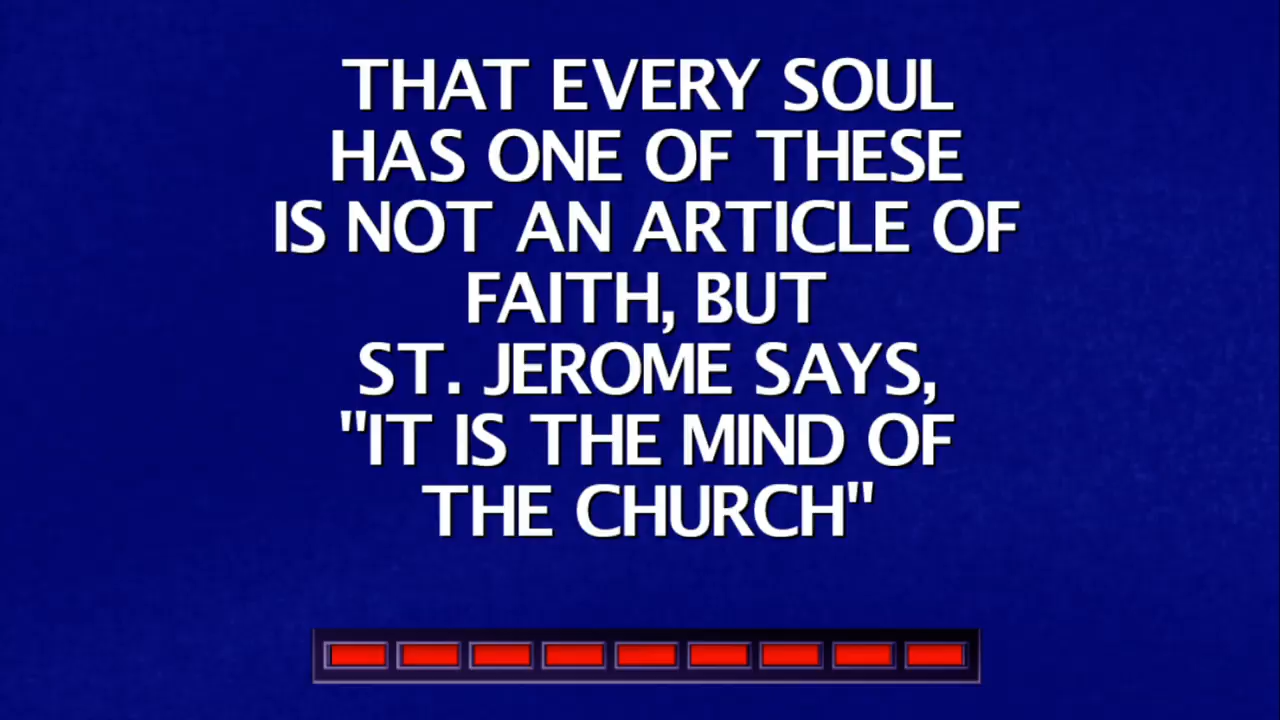 THAT EVERY SOUL
HAS ONE OF THESE
IS NOT AN ARTICLE OF
FAITH, BUT
ST. JEROME SAYS,
"IT IS THE MIND OF
THE CHURCH"